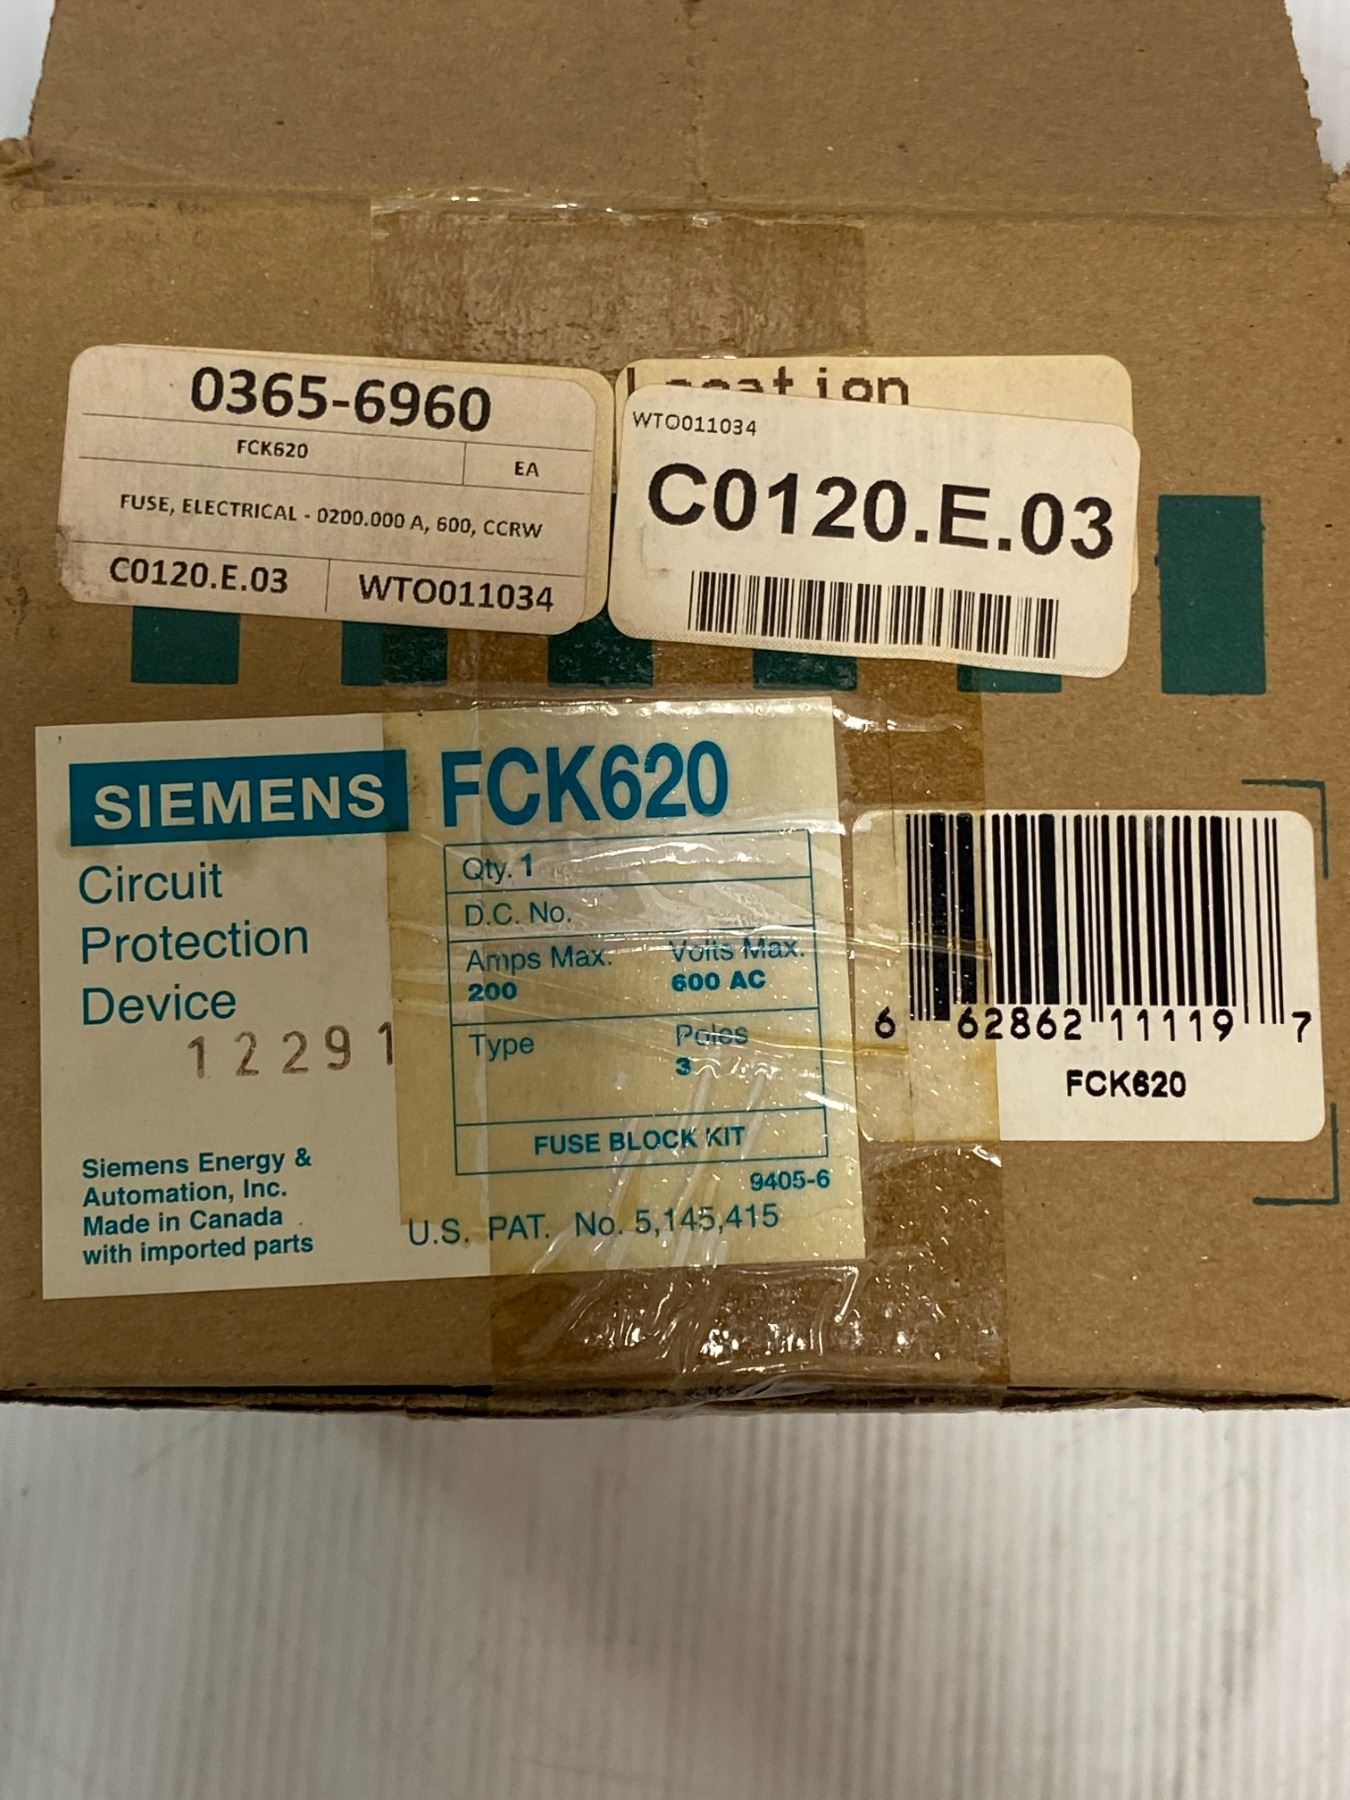 0365-6960
FCK620
EA
FUSE, ELECTRICAL - 0200.000 A, 600, CCRW
C0120.E.03
WTO011034
Location
WTO011034
C0120.E.03
SIEMENS
Circuit
Protection
Device
12291
Siemens Energy &
Automation, Inc.
Made in Canada
with imported parts
FCK620
Qty. 1
D.C. No.
Amps Max. Volts Max.
200 600 AC
Type Poles
3
FUSE BLOCK KIT
9405-6
U.S. PAT. No. 5,145,415
6 62862 11119 7
FCK620